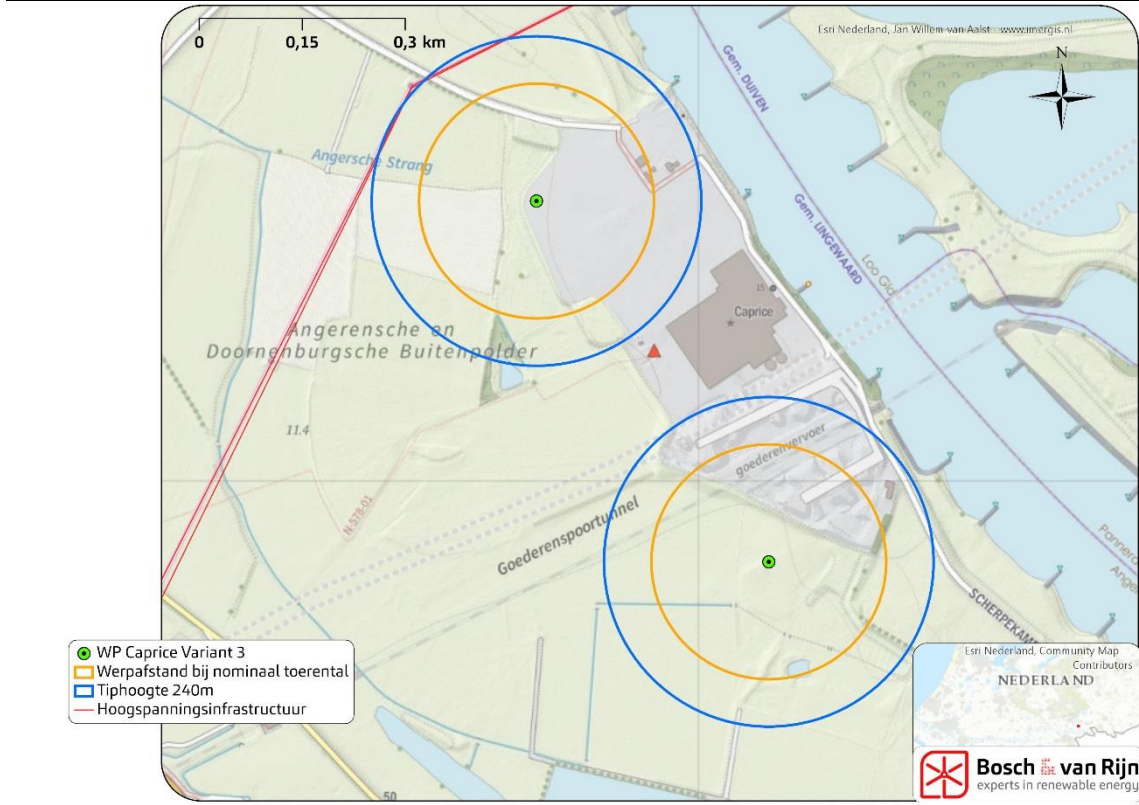 0 0,15 0,3 km
Esri Nederland, Jan Willem van Aalst www.imergis.nl
N
Gem. DUIVEN
Gem. LINGEWAARD
Angersche Strang
Loo Gld
15
Caprice
Angerensche en
Doornenburgsche Buitenpolder
11.4
goederenvervoer
N-578-01
Goederenspoortunnel
SCHERPEKAM
WP Caprice Variant 3
Werpafstand bij nominaal toerental
Tiphoogte 240m
Hoogspanningsinfrastructuur
50
Esri Nederland, Community Map
Contributors
NEDERLAND
Bosch & van Rijn
experts in renewable energy